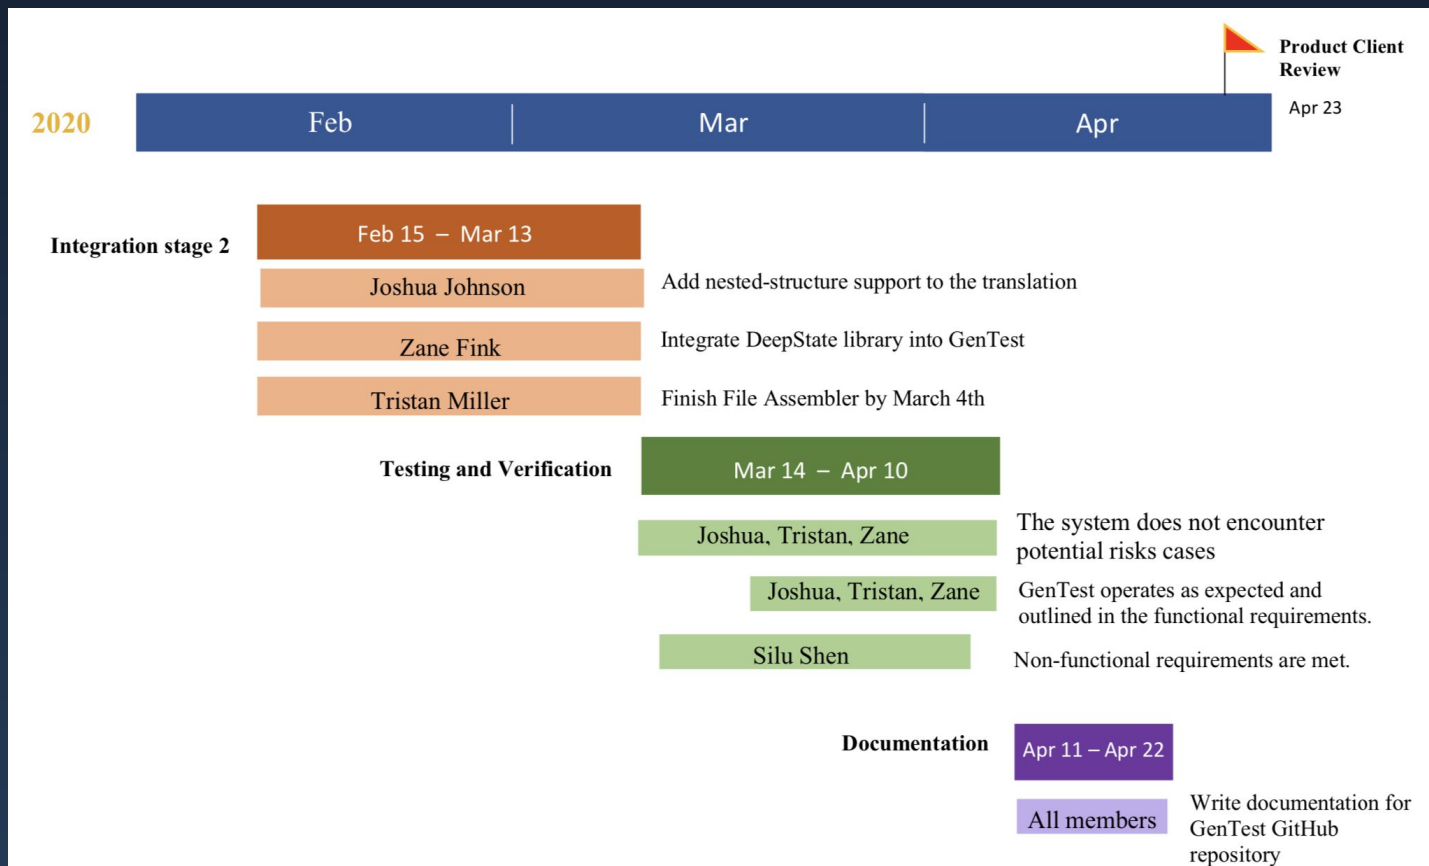 Product Client
Review
2020
Feb
Mar
Apr
Apr 23
Integration stage 2
Feb 15 – Mar 13
Joshua Johnson
Add nested-structure support to the translation
Zane Fink
Integrate DeepState library into GenTest
Tristan Miller
Finish File Assembler by March 4th
Testing and Verification
Mar 14 – Apr 10
Joshua, Tristan, Zane
The system does not encounter
potential risks cases
Joshua, Tristan, Zane
GenTest operates as expected and
outlined in the functional requirements.
Silu Shen
Non-functional requirements are met.
Documentation
Apr 11 – Apr 22
All members
Write documentation for
GenTest GitHub
repository